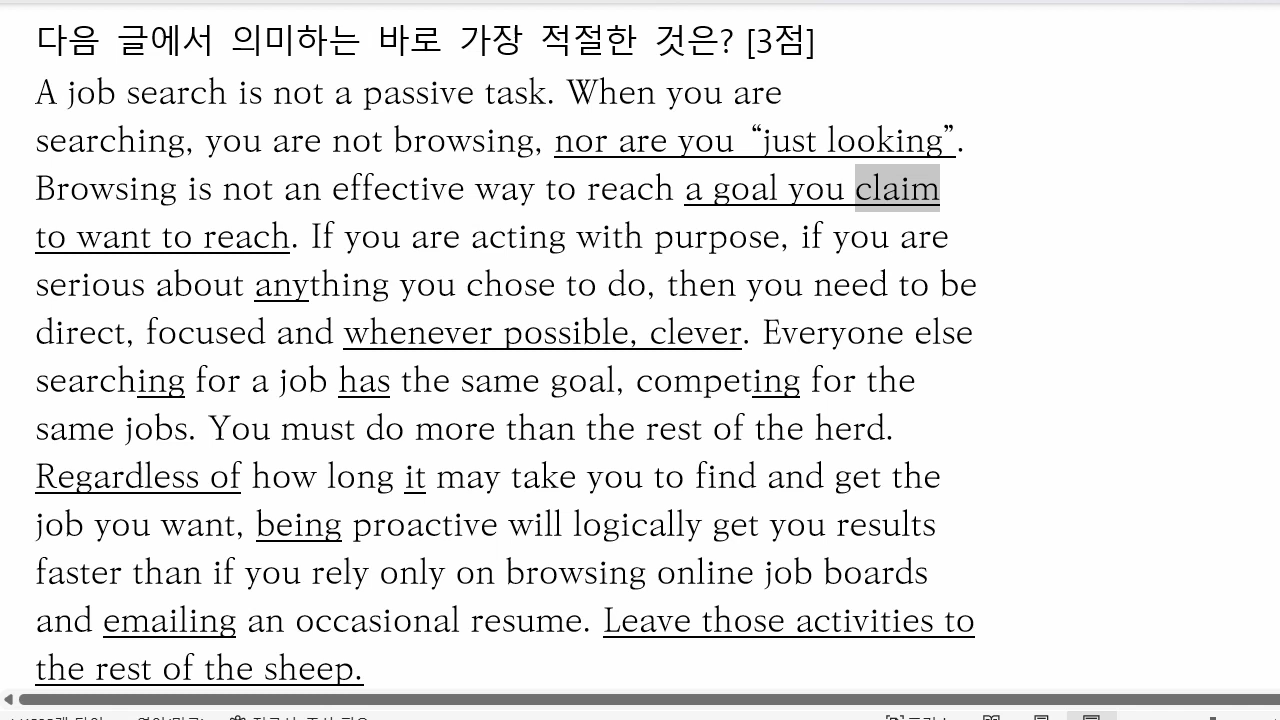 다음 글에서 의미하는 바로 가장 적절한 것은? [3점]
A job search is not a passive task. When you are
searching, you are not browsing, nor are you “just looking”.
Browsing is not an effective way to reach a goal you claim
to want to reach. If you are acting with purpose, if you are
serious about anything you chose to do, then you need to be
direct, focused and whenever possible, clever. Everyone else
searching for a job has the same goal, competing for the
same jobs. You must do more than the rest of the herd.
Regardless of how long it may take you to find and get the
job you want, being proactive will logically get you results
faster than if you rely only on browsing online job boards
and emailing an occasional resume. Leave those activities to
the rest of the sheep.